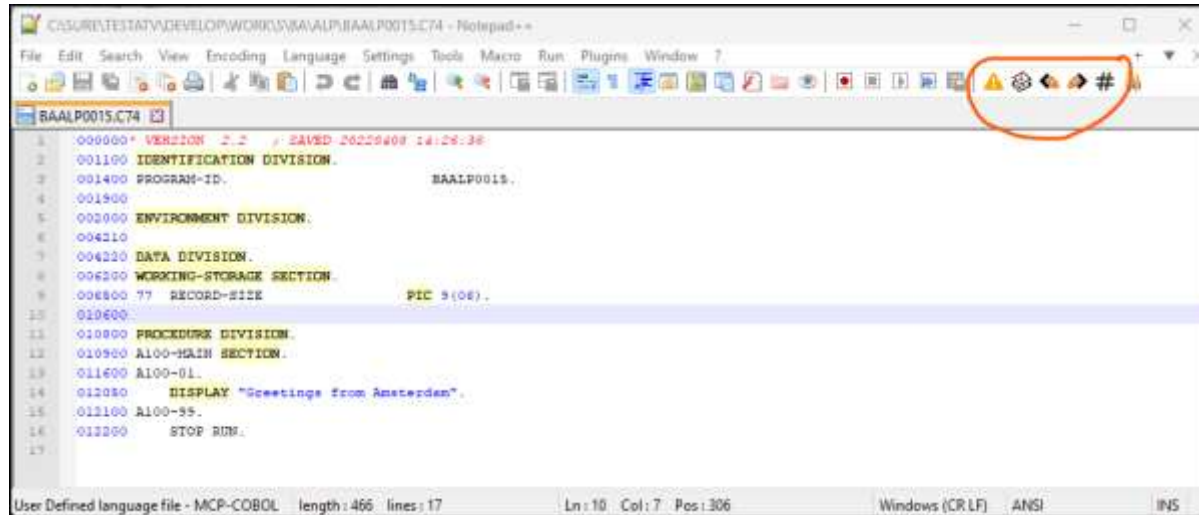 C:\SURE\TESTATV\DEVELOP\WORK\S\BA\ALP\BAALP0015.C74 - Notepad++
File Edit Search View Encoding Language Settings Tools Macro Run Plugins Window ?
BAALP0015.C74
1 000000* VERSION 2.2 ; SAVED 20220408 14:26:36
2 001100 IDENTIFICATION DIVISION.
3 001400 PROGRAM-ID. BAALP0015.
4 001900
5 002000 ENVIRONMENT DIVISION.
6 004210
7 004220 DATA DIVISION.
8 006200 WORKING-STORAGE SECTION.
9 006800 77 RECORD-SIZE PIC 9(06).
10 010600
11 010800 PROCEDURE DIVISION.
12 010900 A100-MAIN SECTION.
13 011600 A100-01.
14 012050 DISPLAY "Greetings from Amsterdam".
15 012100 A100-99.
16 012200 STOP RUN.
17
User Defined language file - MCP-COBOL length : 466 lines : 17 Ln : 10 Col : 7 Pos : 306 Windows (CR LF) ANSI INS